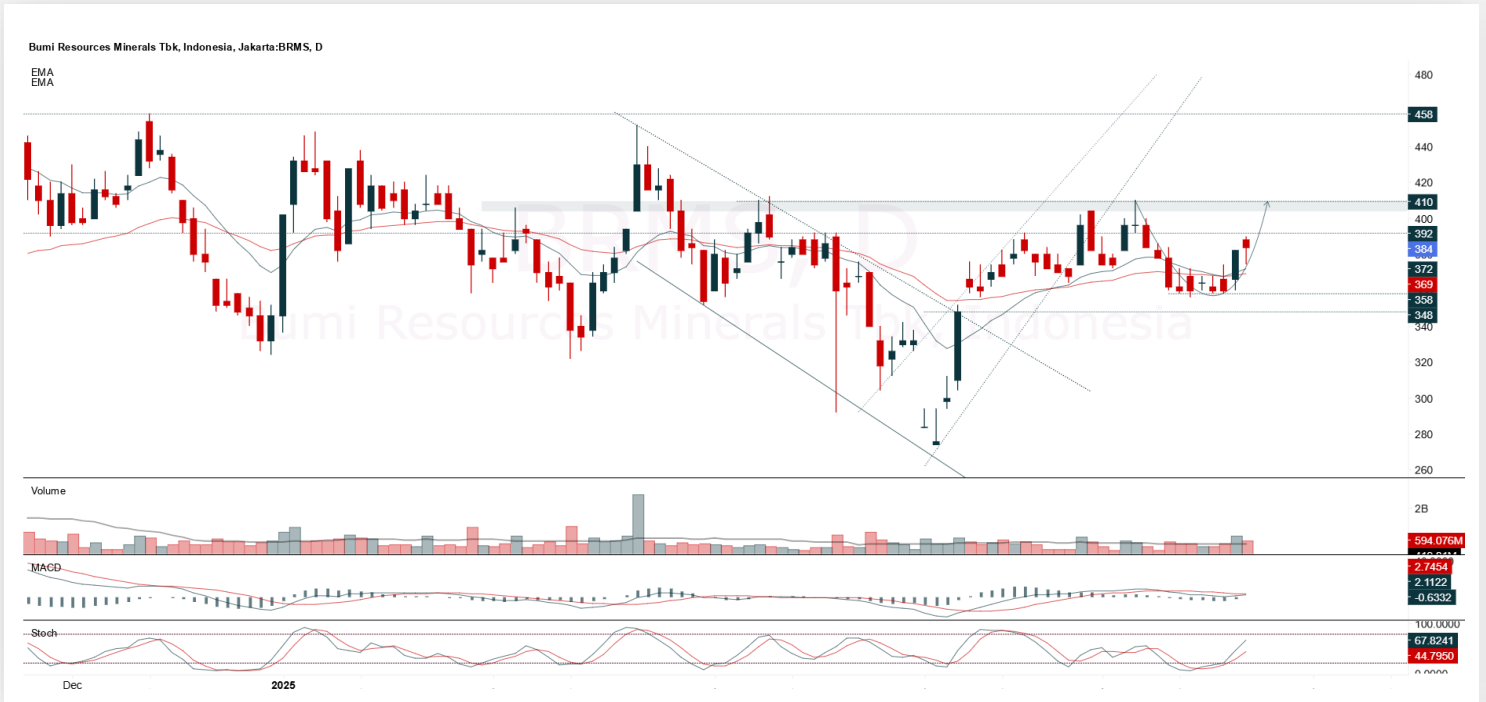 Bumi Resources Minerals Tbk, Indonesia, Jakarta:BRMS, D
EMA
EMA
BRMS, D
Bumi Resources Minerals Tbk, Indonesia
480
458
440
420
410
400
392
384
372
369
358
348
340
320
300
280
260
Volume
2B
594.076M
MACD
2.7454
2.1122
-0.6332
Stoch
100.0000
67.8241
44.7950
0.0000
Dec
2025